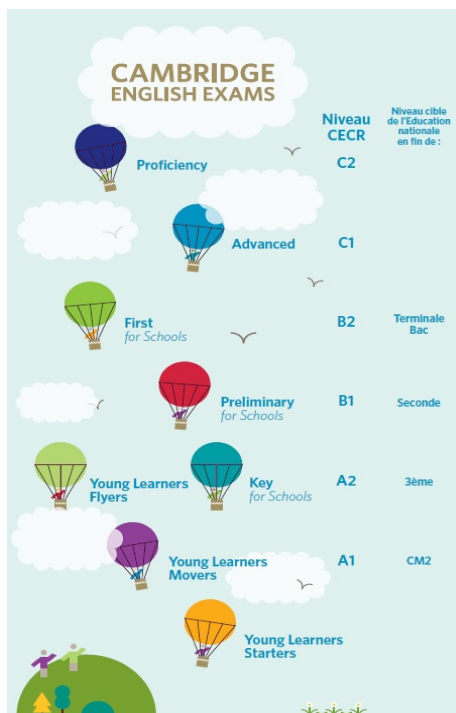 CAMBRIDGE
ENGLISH EXAMS
Niveau
CECR
Niveau cible
de l'Education
nationale
en fin de :
Proficiency
C2
Advanced
C1
First
for Schools
B2
Terminale
Bac
Preliminary
for Schools
B1
Seconde
Young Learners
Flyers
Key
for Schools
A2
3ème
Young Learners
Movers
A1
CM2
Young Learners
Starters